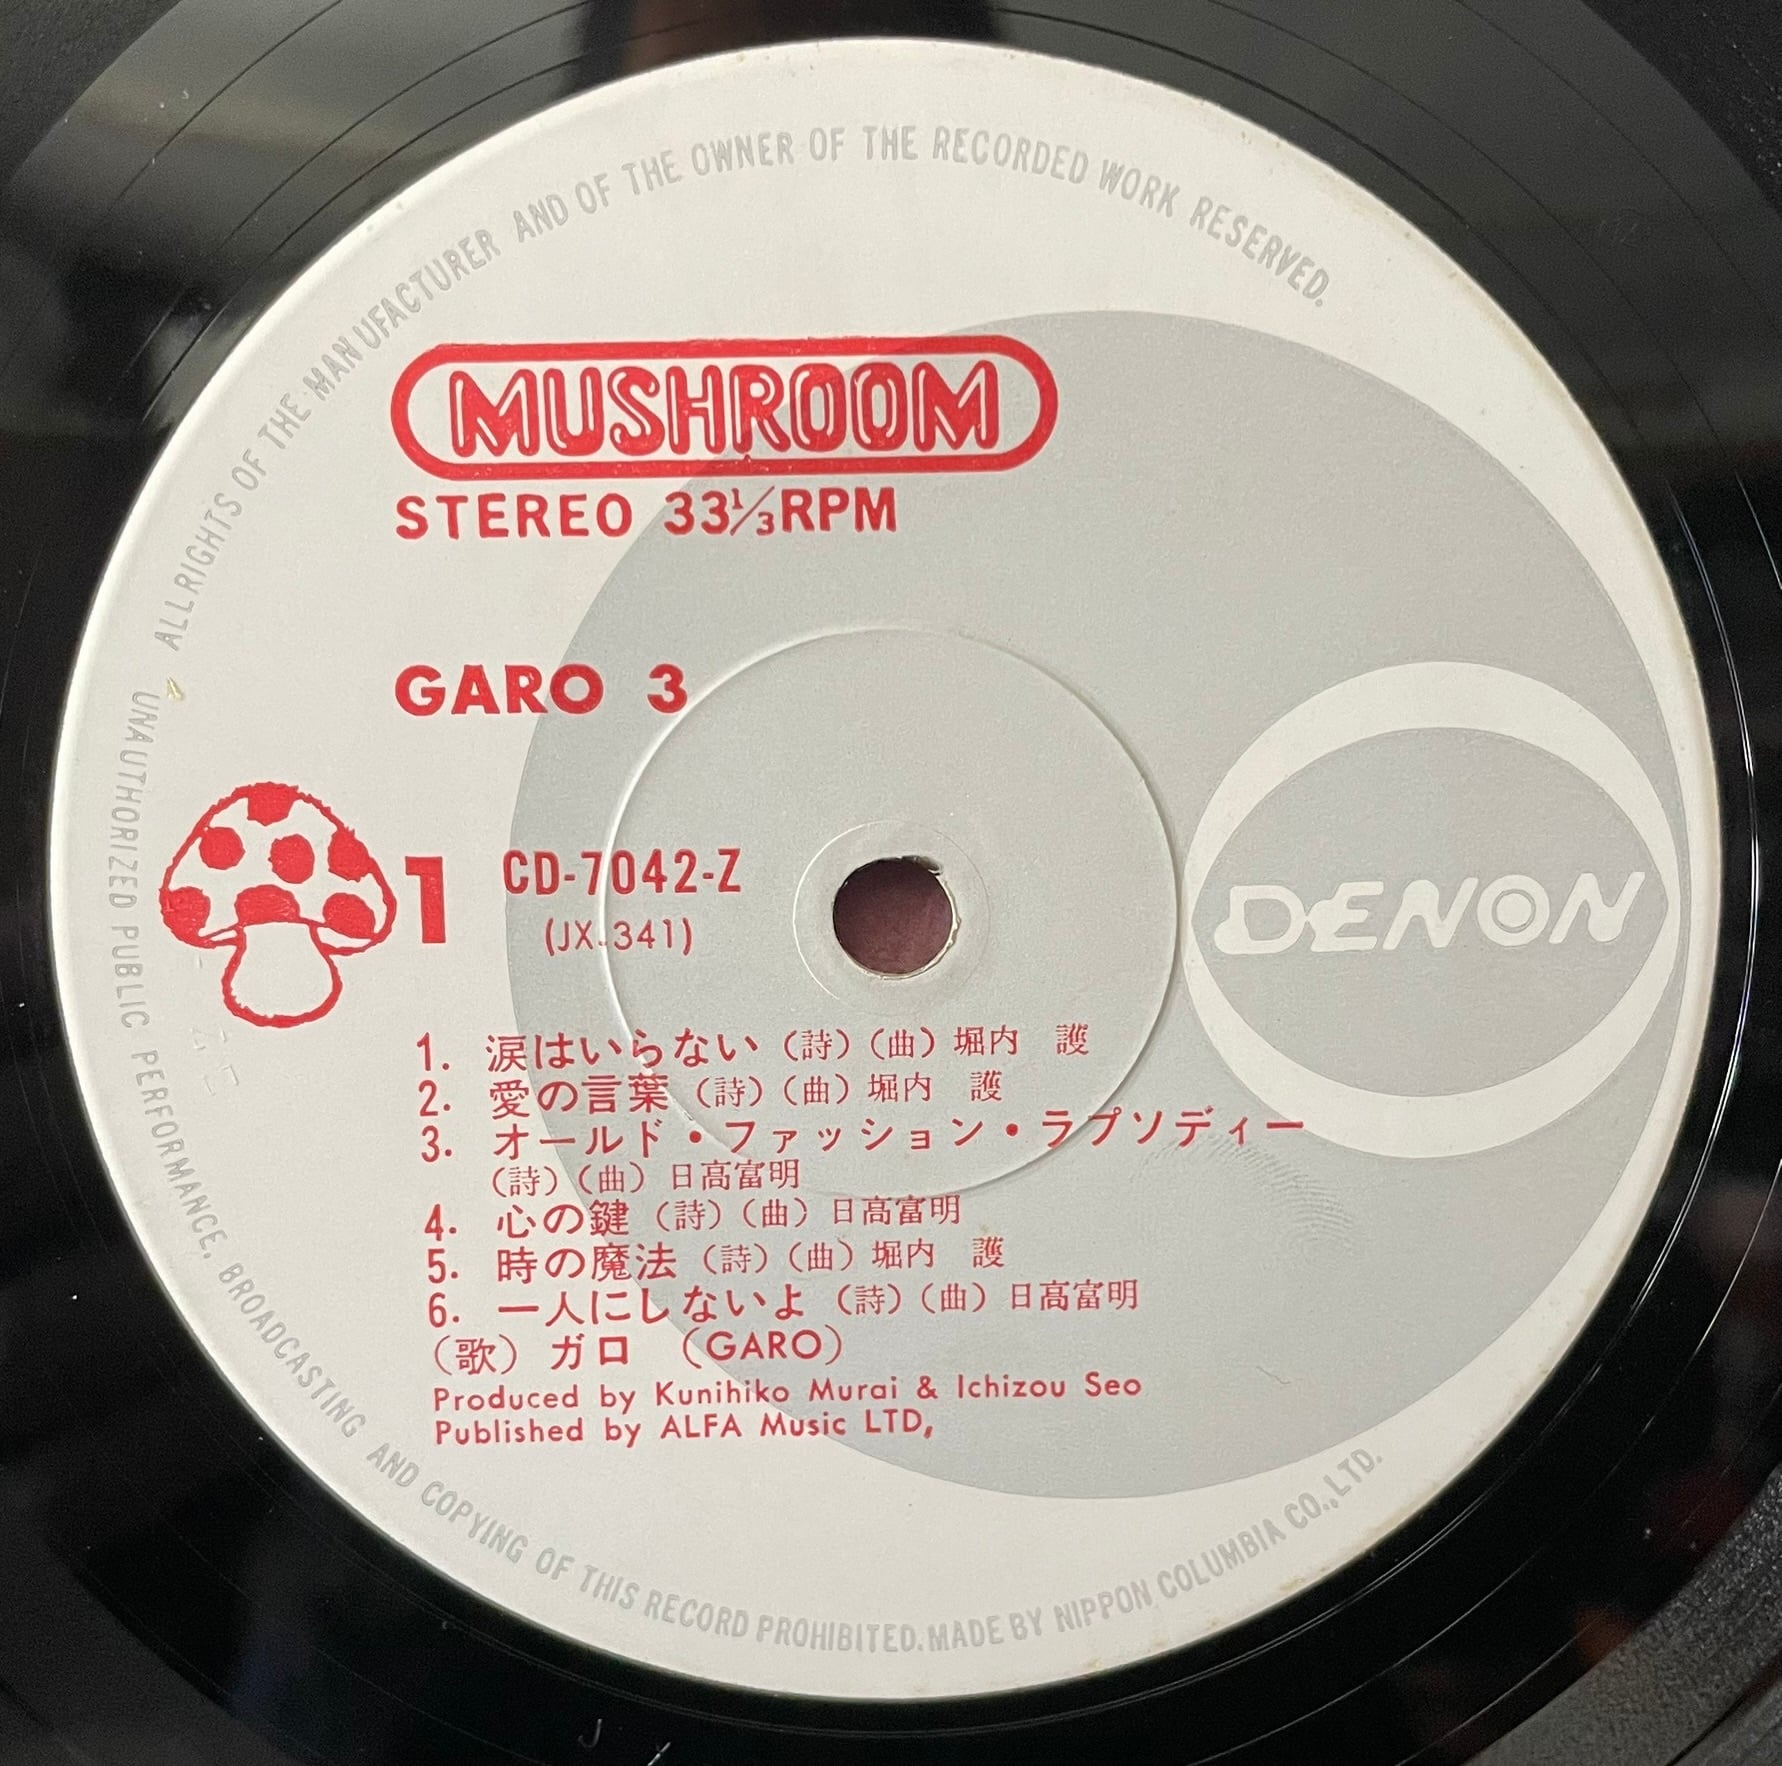 ALL RIGHTS OF THE MANUFACTURER AND OF THE OWNER OF THE RECORDED WORK RESERVED.
MUSHROOM
STEREO 33⅓RPM
GARO 3
1 CD-7042-Z
(JX-341)
DENON
1. 涙はいらない (詩) (曲) 堀内 護
2. 愛の言葉 (詩) (曲) 堀内 護
3. オールド・ファッション・ラプソディー
(詩) (曲) 日高富明
4. 心の鍵 (詩) (曲) 日高富明
5. 時の魔法 (詩) (曲) 堀内 護
6. 一人にしないよ (詩) (曲) 日高富明
(歌) ガロ (GARO)
Produced by Kunihiko Murai & Ichizou Seo
Published by ALFA Music LTD,
UNAUTHORIZED PUBLIC PERFORMANCE, BROADCASTING AND COPYING OF THIS RECORD PROHIBITED. MADE BY NIPPON COLUMBIA CO., LTD.